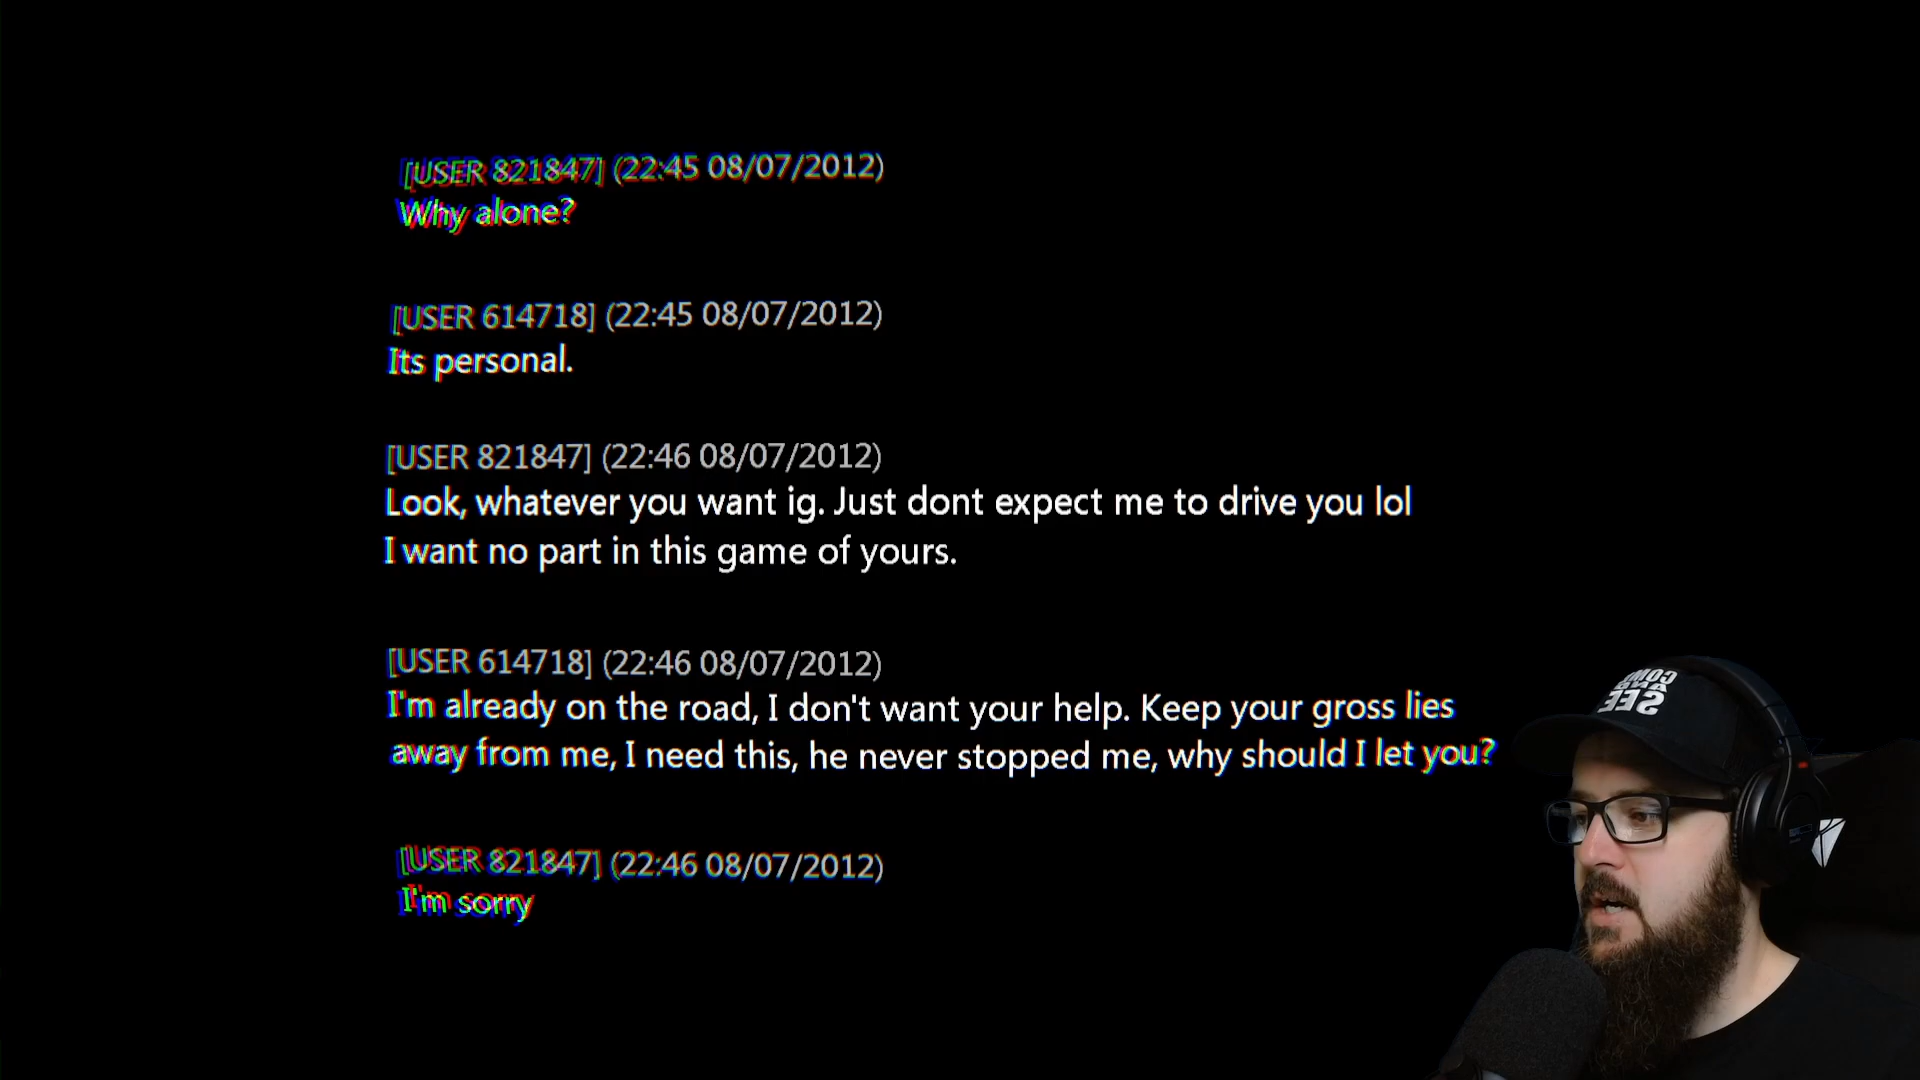 [USER 821847] (22:45 08/07/2012)
Why alone?
[USER 614718] (22:45 08/07/2012)
Its personal.
[USER 821847] (22:46 08/07/2012)
Look, whatever you want ig. Just dont expect me to drive you lol
I want no part in this game of yours.
[USER 614718] (22:46 08/07/2012)
I'm already on the road, I don't want your help. Keep your gross lies
away from me, I need this, he never stopped me, why should I let you?
[USER 821847] (22:46 08/07/2012)
I'm sorry
COME
AND
SEE